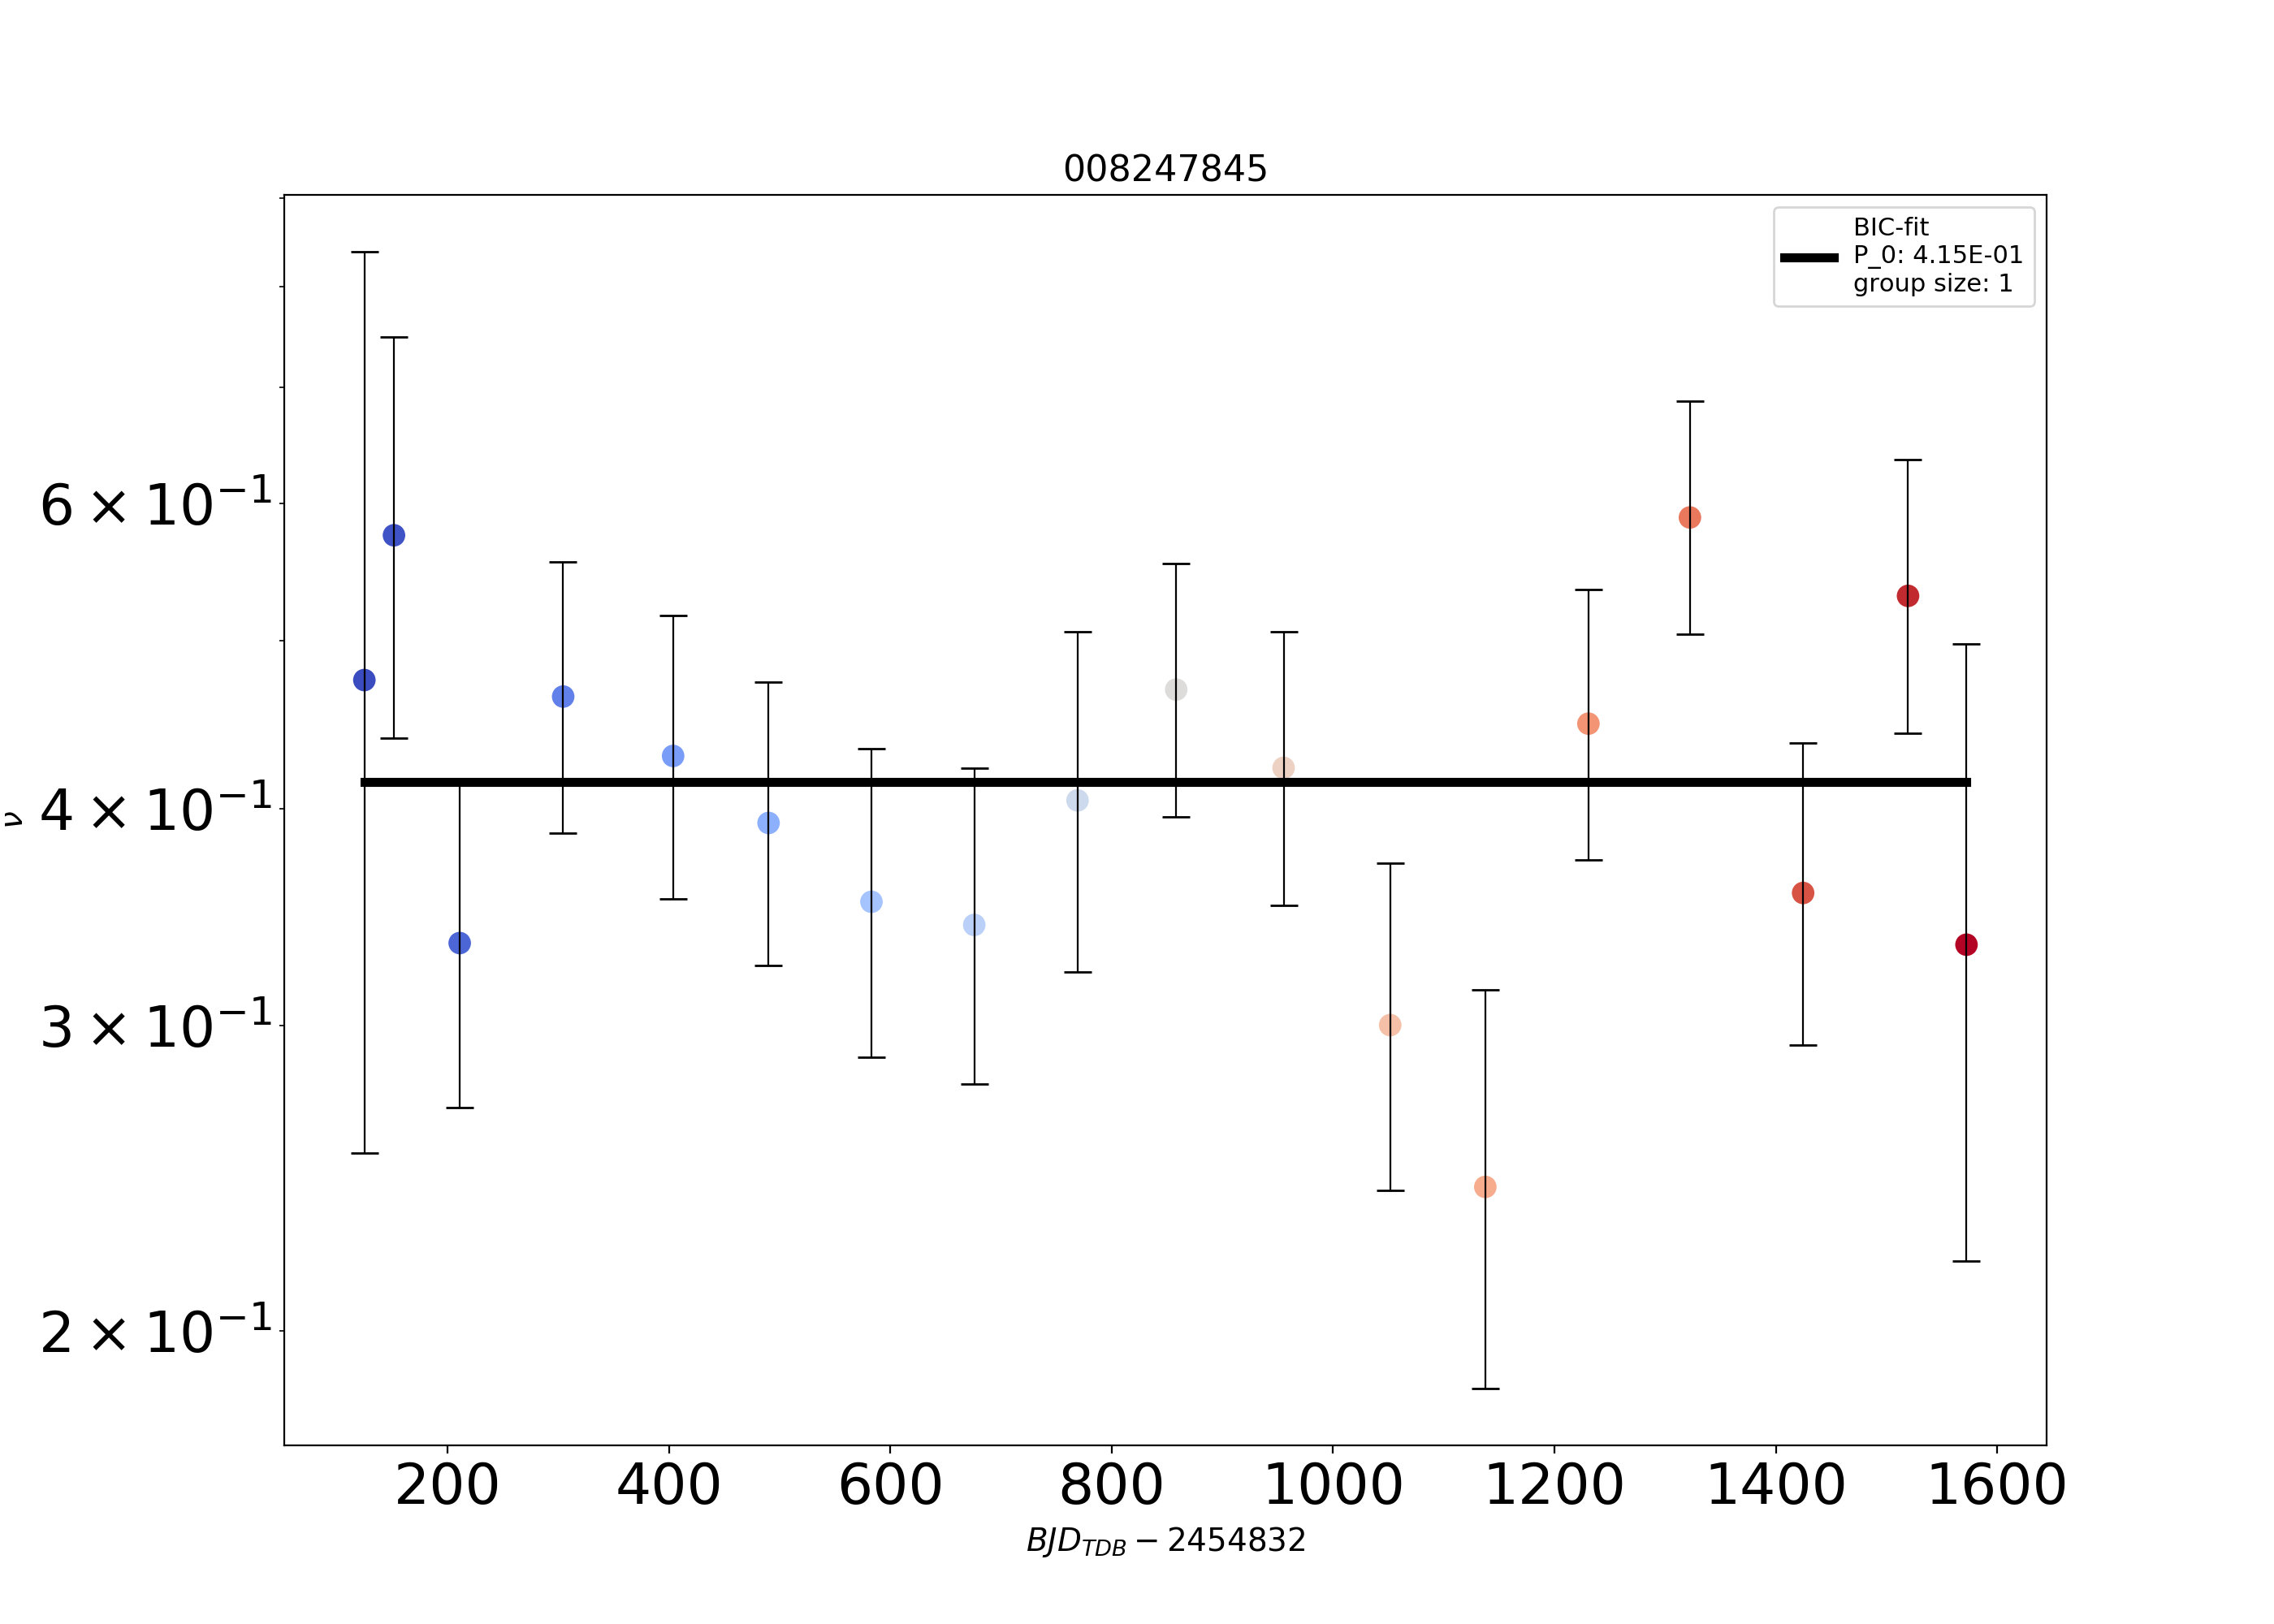 008247845
BIC-fit
P_0: 4.15E-01
group size: 1
6 × 10⁻¹
4 × 10⁻¹
3 × 10⁻¹
2 × 10⁻¹
ν
200 400 600 800 1000 1200 1400 1600
BJD_TDB − 2454832